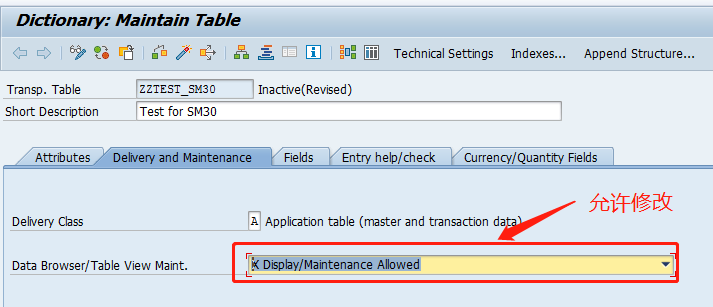 Dictionary: Maintain Table
Technical Settings Indexes... Append Structure...
Transp. Table ZZTEST_SM30 Inactive(Revised)
Short Description Test for SM30
Attributes Delivery and Maintenance Fields Entry help/check Currency/Quantity Fields
允许修改
Delivery Class A Application table (master and transaction data)
Data Browser/Table View Maint. X Display/Maintenance Allowed